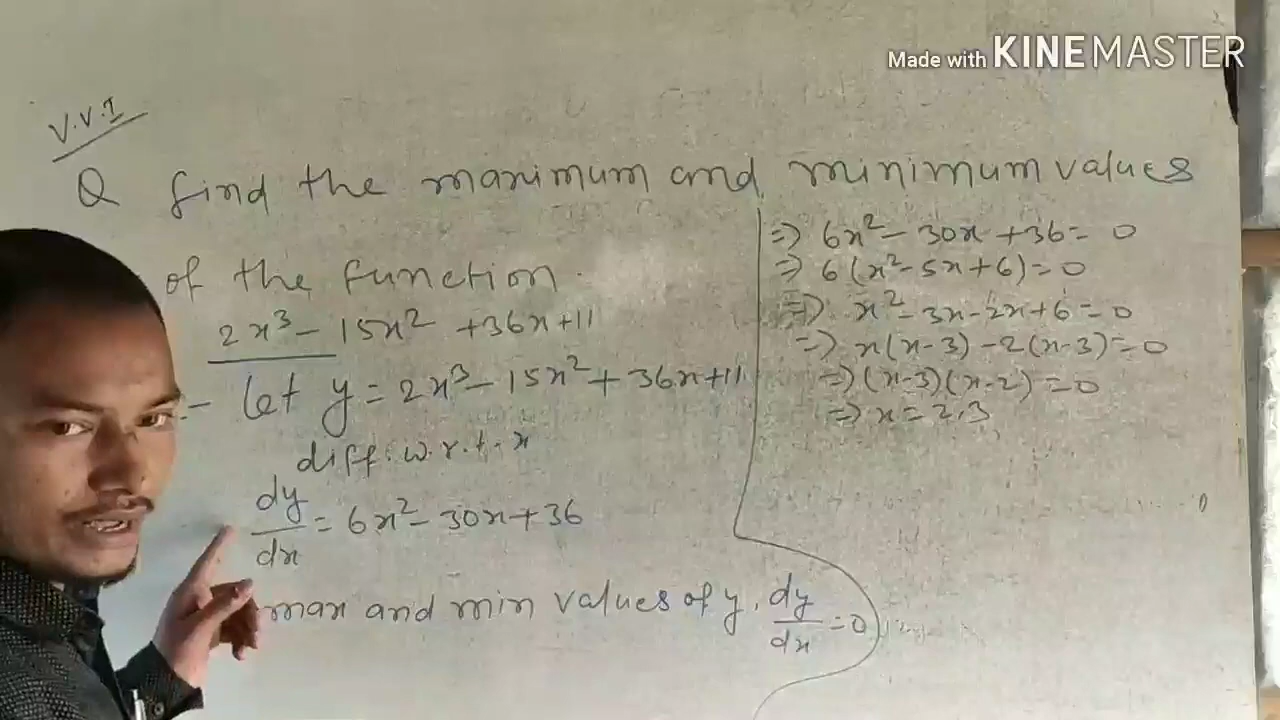 Made with KINEMASTER
V.V.I
Q find the maximum and minimum values
of the function.
2x³ - 15x² + 36x + 11
:- let y = 2x³ - 15x² + 36x + 11
diff. w.r.t. x
dy/dx = 6x² - 30x + 36
max and min values of y, dy/dx = 0
⇒ 6x² - 30x + 36 = 0
⇒ 6(x² - 5x + 6) = 0
⇒ x² - 3x - 2x + 6 = 0
⇒ x(x-3) - 2(x-3) = 0
⇒ (x-3)(x-2) = 0
⇒ x = 2,3